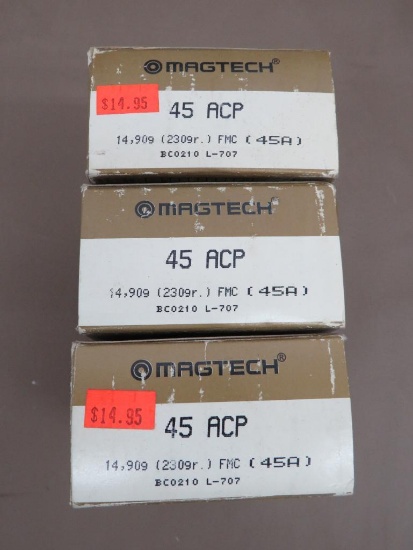 MAGTECH®
$14.95
45 ACP
14,90g (230gr.) FMC (45A)
BC0210 L-707
MAGTECH®
45 ACP
14,90g (230gr.) FMC (45A)
BC0210 L-707
MAGTECH®
$14.95
45 ACP
14,90g (230gr.) FMC (45A)
BC0210 L-707